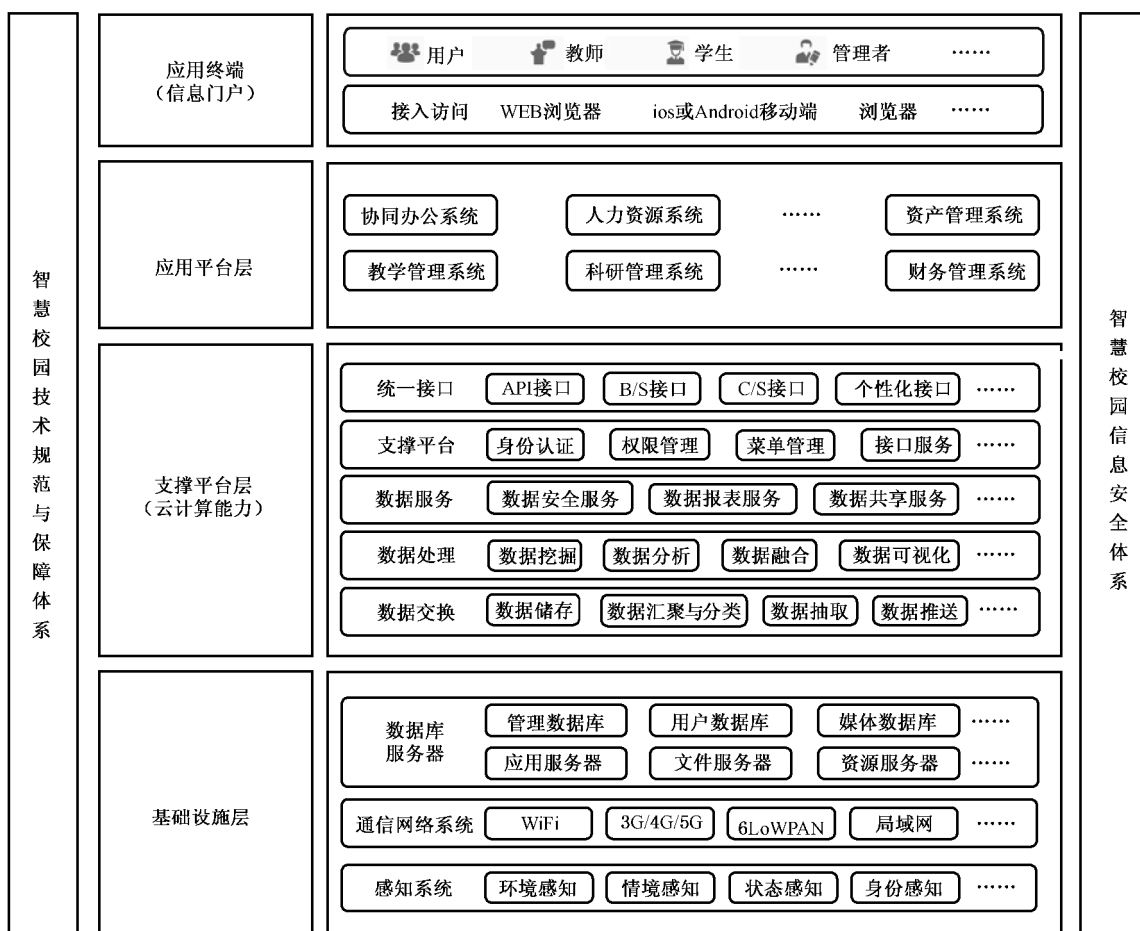 智慧校园技术规范与保障体系
应用终端
（信息门户）
用户 教师 学生 管理者 ……
接入访问 WEB浏览器 ios或Android移动端 浏览器 ……
应用平台层
协同办公系统 人力资源系统 …… 资产管理系统
教学管理系统 科研管理系统 …… 财务管理系统
支撑平台层
（云计算能力）
统一接口 API接口 B/S接口 C/S接口 个性化接口 ……
支撑平台 身份认证 权限管理 菜单管理 接口服务 ……
数据服务 数据安全服务 数据报表服务 数据共享服务 ……
数据处理 数据挖掘 数据分析 数据融合 数据可视化 ……
数据交换 数据储存 数据汇聚与分类 数据抽取 数据推送 ……
基础设施层
数据库
服务器
管理数据库 用户数据库 媒体数据库 ……
应用服务器 文件服务器 资源服务器 ……
通信网络系统 WiFi 3G/4G/5G 6LoWPAN 局域网 ……
感知系统 环境感知 情境感知 状态感知 身份感知 ……
智慧校园信息安全体系